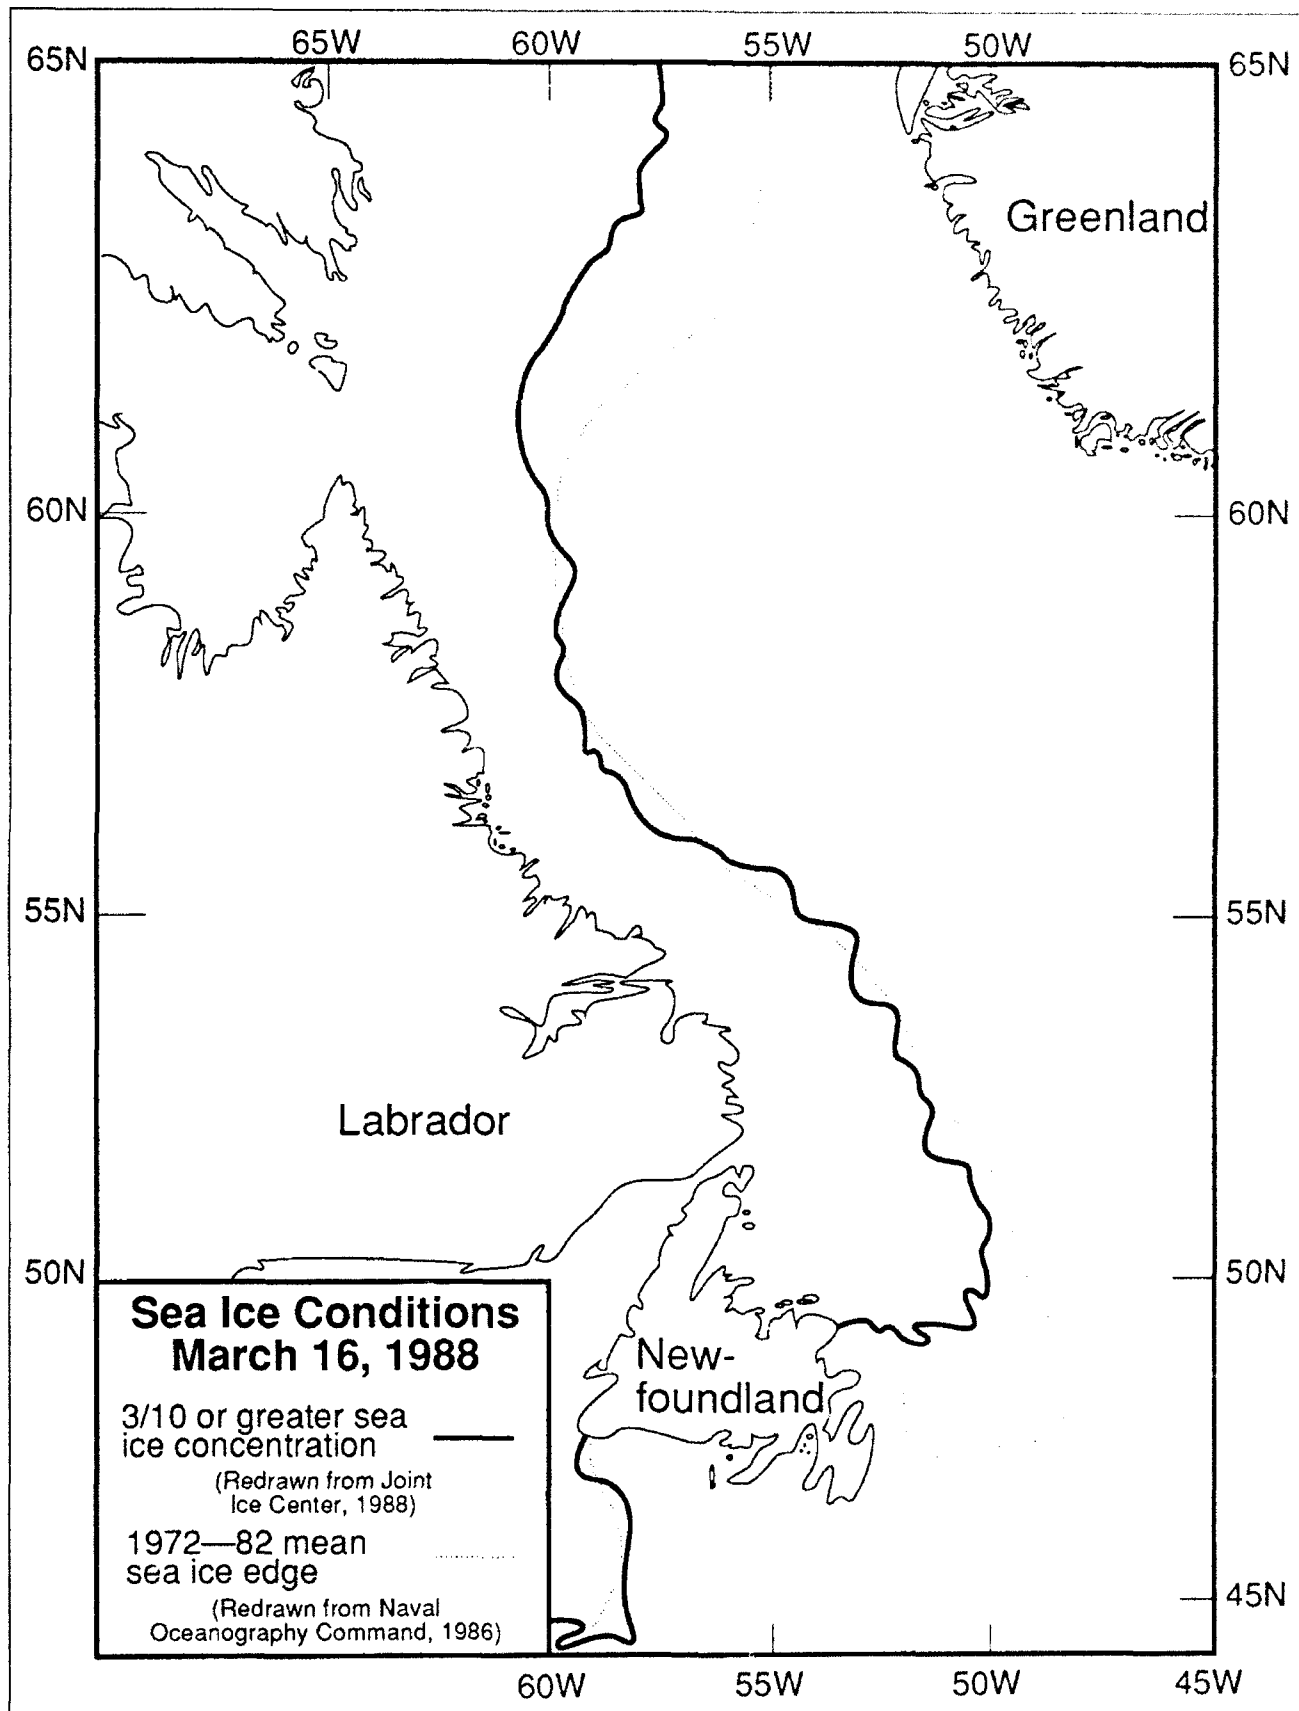 65W 60W 55W 50W
65N 65N
Greenland
60N 60N
55N 55N
Labrador
50N 50N
Sea Ice Conditions
March 16, 1988
New-
foundland
3/10 or greater sea
ice concentration
(Redrawn from Joint
Ice Center, 1988)
1972—82 mean
sea ice edge
(Redrawn from Naval
Oceanography Command, 1986)
45N
60W 55W 50W 45W